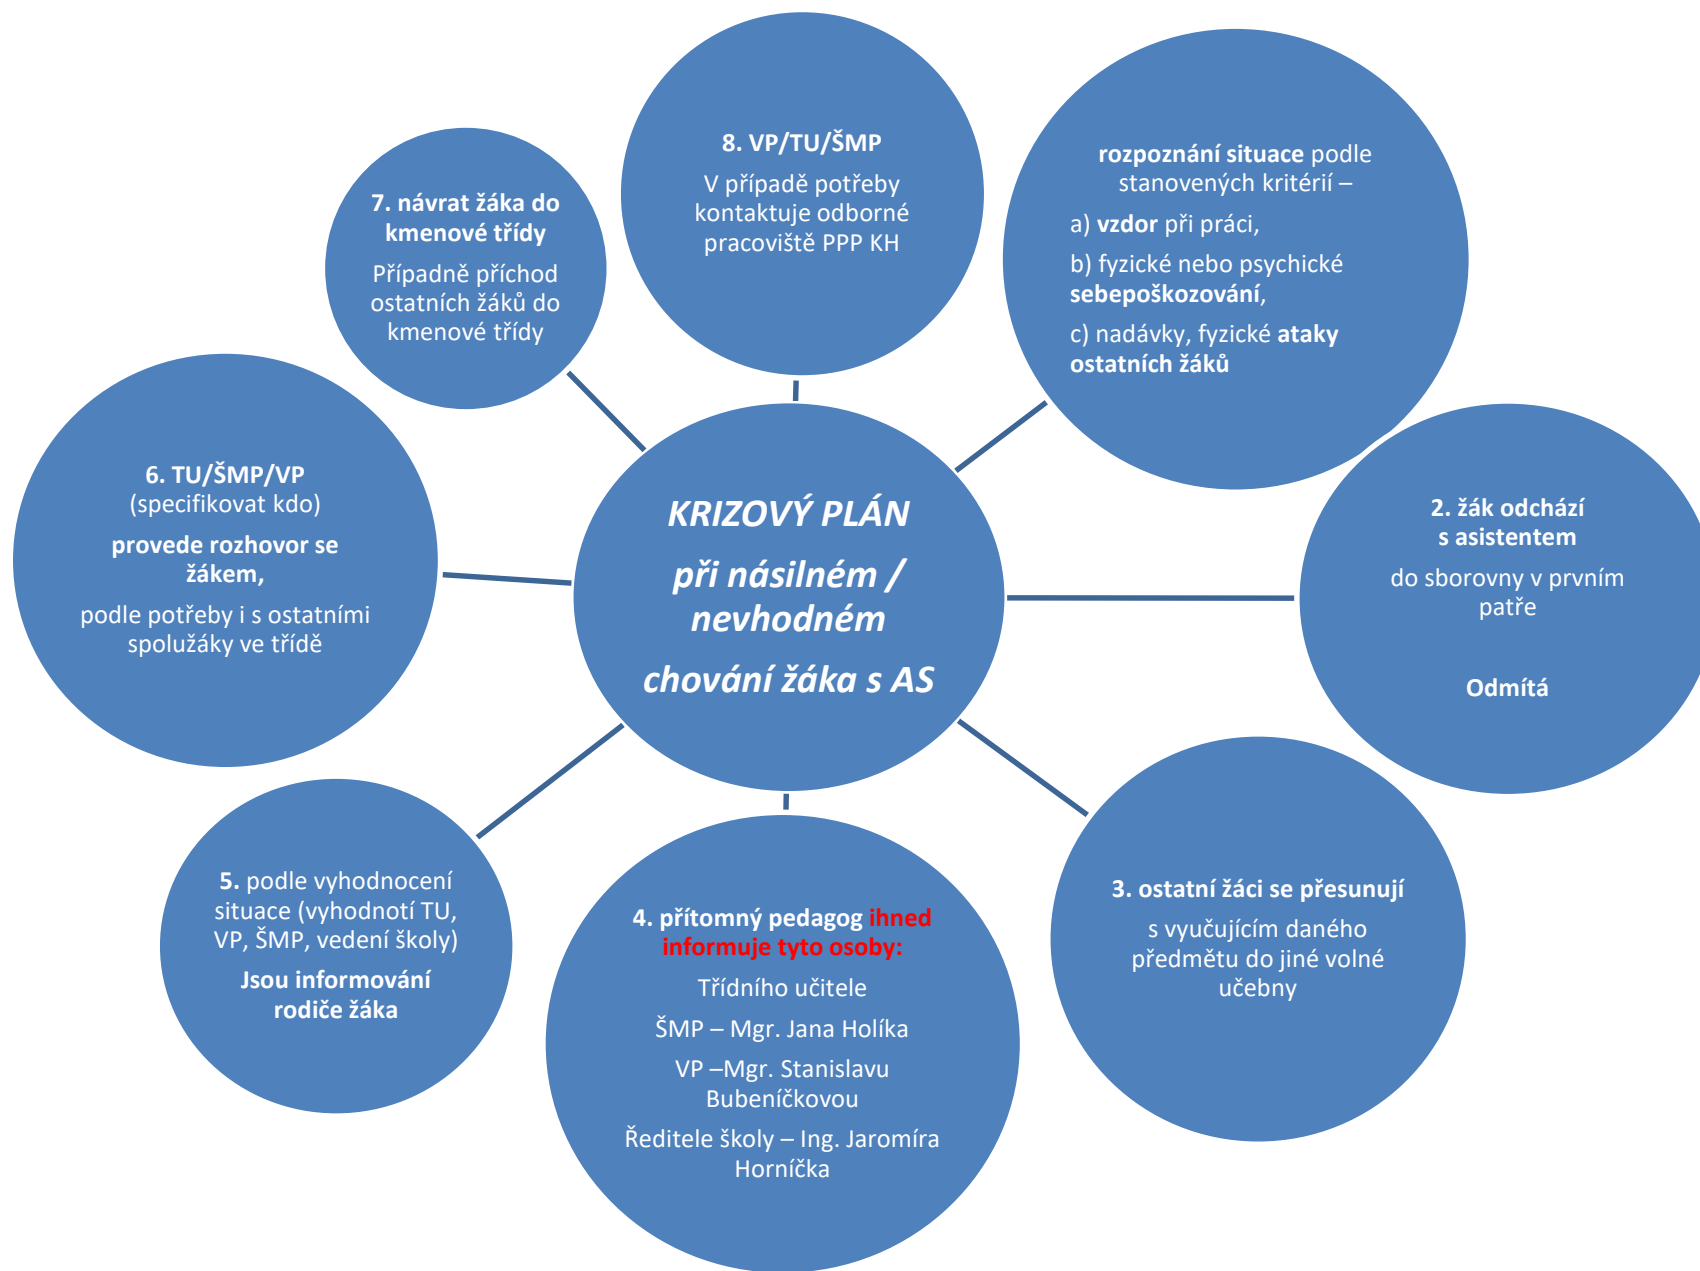 KRIZOVÝ PLÁN
při násilném /
nevhodném
chování žáka s AS
rozpoznání situace podle
stanovených kritérií –
a) vzdor při práci,
b) fyzické nebo psychické
sebepoškozování,
c) nadávky, fyzické ataky
ostatních žáků
2. žák odchází
s asistentem
do sborovny v prvním
patře
Odmítá
3. ostatní žáci se přesunují
s vyučujícím daného
předmětu do jiné volné
učebny
4. přítomný pedagog ihned
informuje tyto osoby:
Třídního učitele
ŠMP – Mgr. Jana Holíka
VP –Mgr. Stanislavu
Bubeníčkovou
Ředitele školy – Ing. Jaromíra
Horníčka
5. podle vyhodnocení
situace (vyhodnotí TU,
VP, ŠMP, vedení školy)
Jsou informování
rodiče žáka
6. TU/ŠMP/VP
(specifikovat kdo)
provede rozhovor se
žákem,
podle potřeby i s ostatními
spolužáky ve třídě
7. návrat žáka do
kmenové třídy
Případně příchod
ostatních žáků do
kmenové třídy
8. VP/TU/ŠMP
V případě potřeby
kontaktuje odborné
pracoviště PPP KH